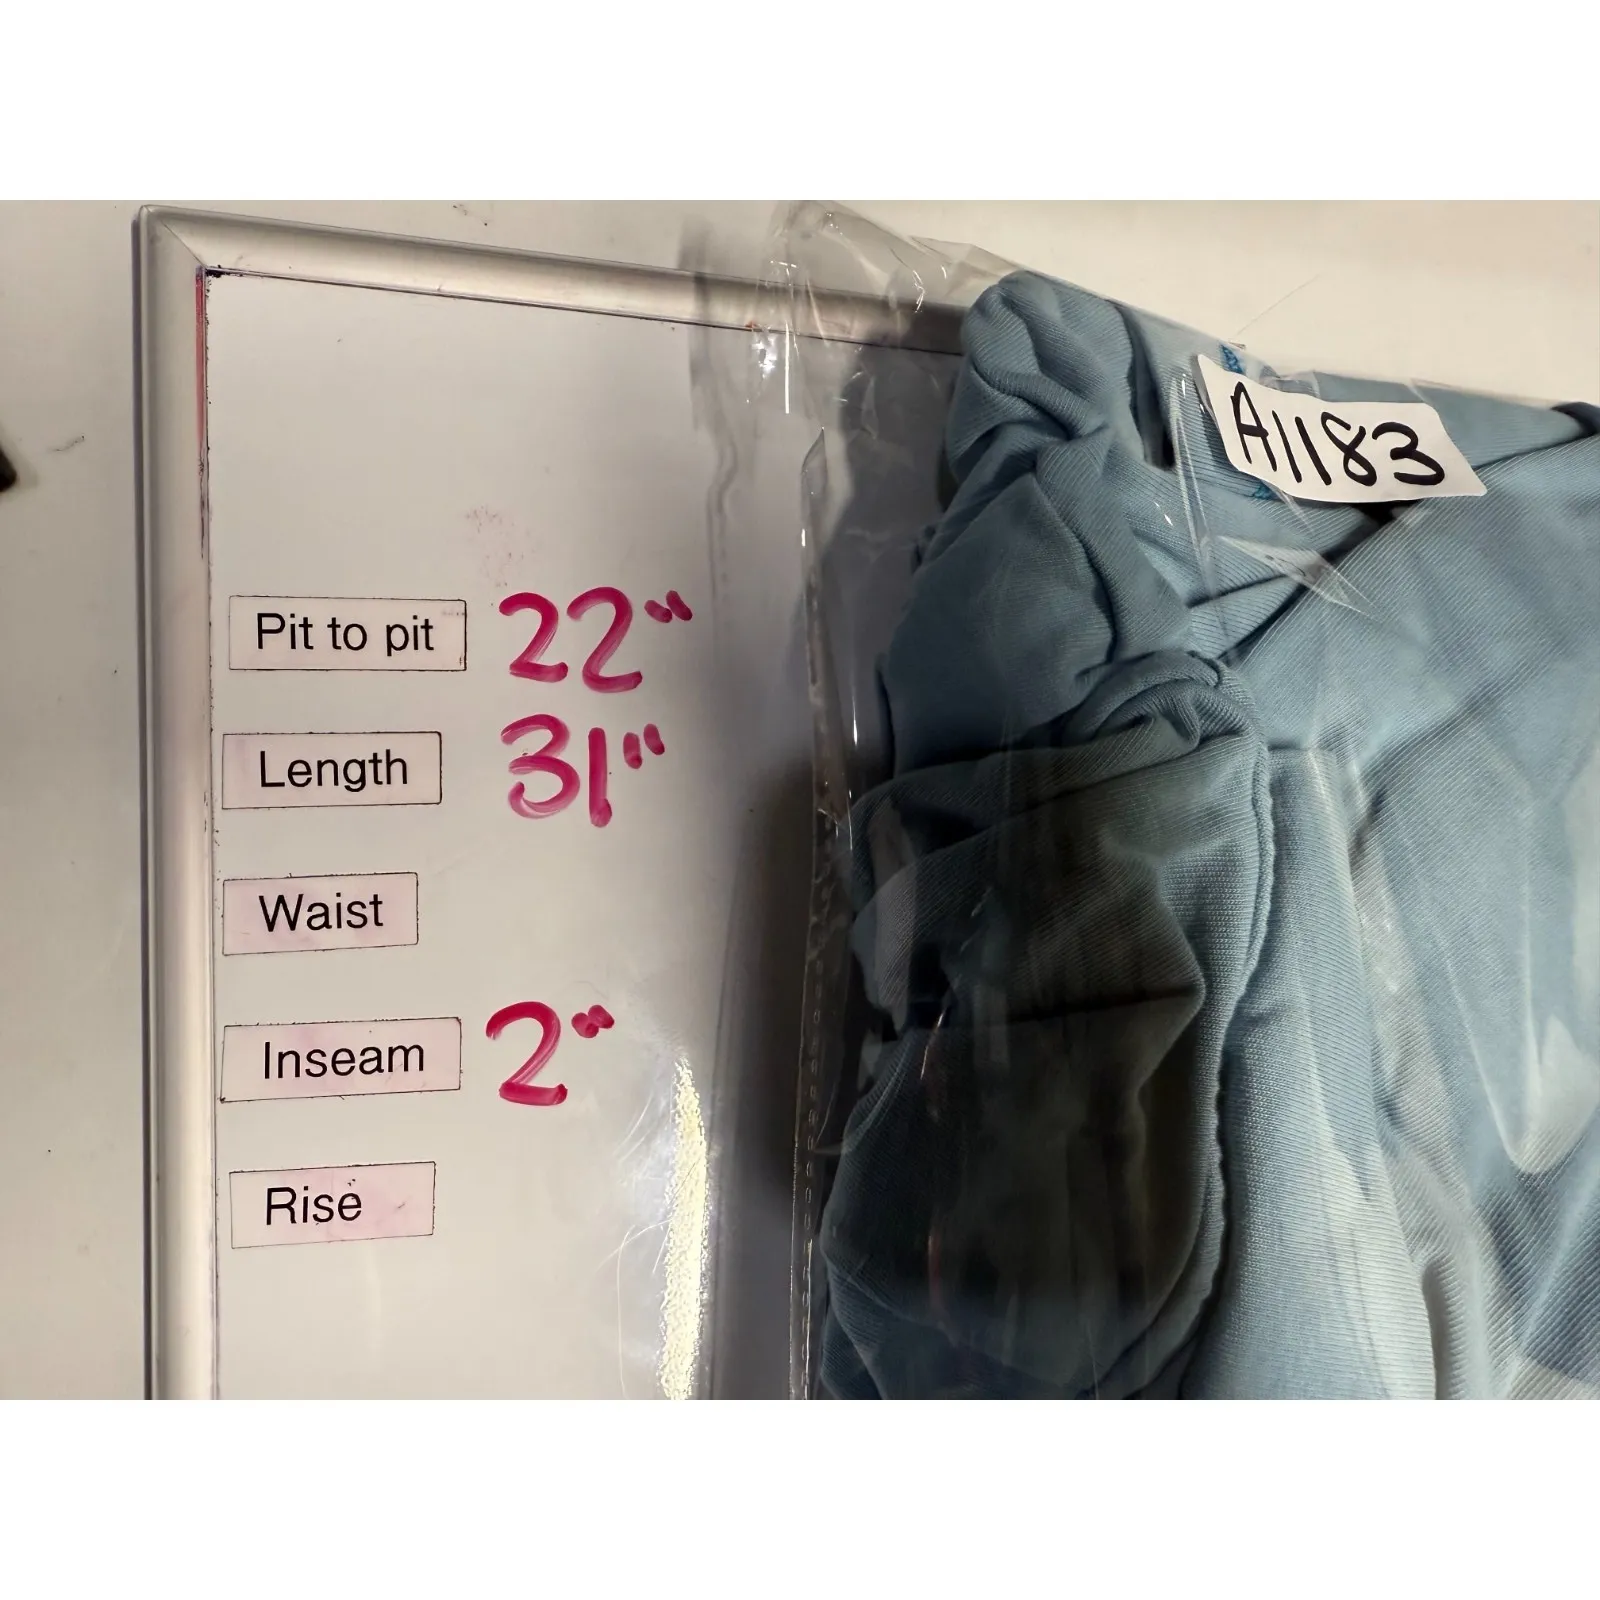 A1183
Pit to pit 22"
Length 31"
Waist
Inseam 2"
Rise